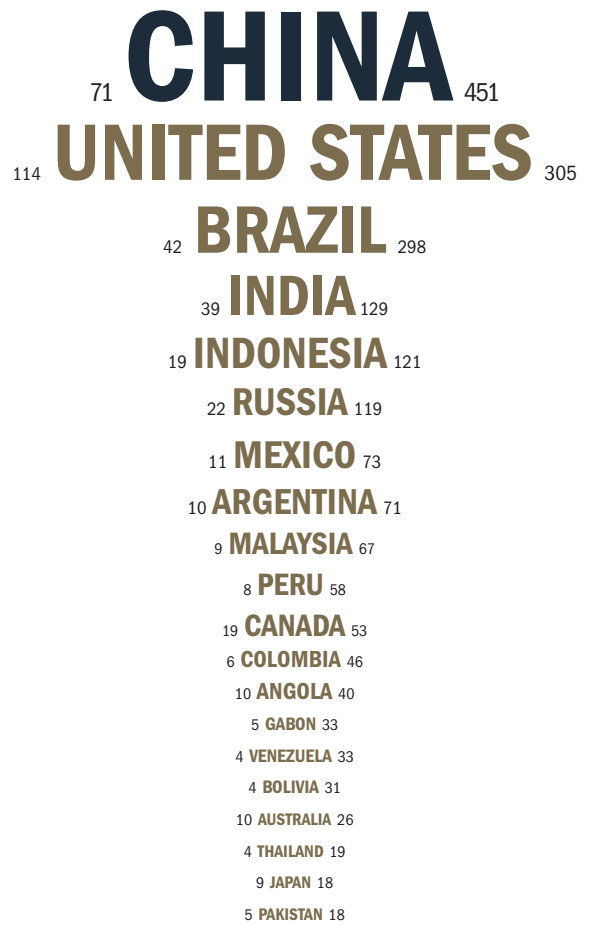 71 CHINA 451
114 UNITED STATES 305
42 BRAZIL 298
39 INDIA 129
19 INDONESIA 121
22 RUSSIA 119
11 MEXICO 73
10 ARGENTINA 71
9 MALAYSIA 67
8 PERU 58
19 CANADA 53
6 COLOMBIA 46
10 ANGOLA 40
5 GABON 33
4 VENEZUELA 33
4 BOLIVIA 31
10 AUSTRALIA 26
4 THAILAND 19
9 JAPAN 18
5 PAKISTAN 18